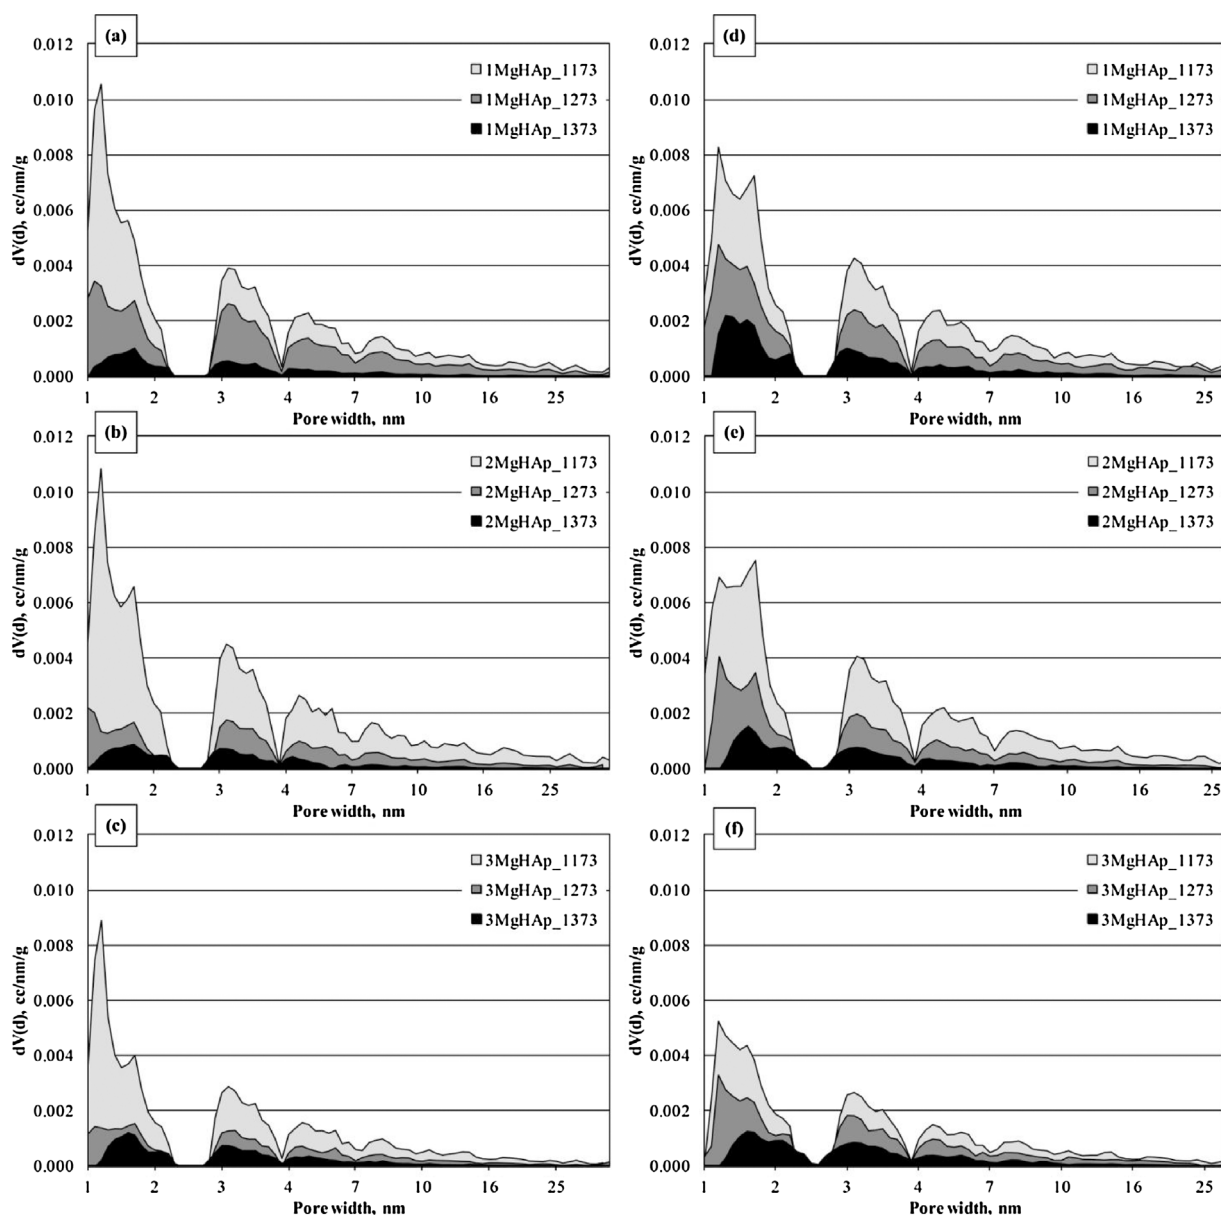 (a)
0.012
0.010
0.008
0.006
0.004
0.002
0.000
dV(d), cc/nm/g
1MgHAp_1173
1MgHAp_1273
1MgHAp_1373
1 2 3 4 7 10 16 25
Pore width, nm
(d)
0.012
0.010
0.008
0.006
0.004
0.002
0.000
dV(d), cc/nm/g
1MgHAp_1173
1MgHAp_1273
1MgHAp_1373
1 2 3 4 7 10 16 25
Pore width, nm
(b)
0.012
0.010
0.008
0.006
0.004
0.002
0.000
dV(d), cc/nm/g
2MgHAp_1173
2MgHAp_1273
2MgHAp_1373
1 2 3 4 7 10 16 25
Pore width, nm
(e)
0.012
0.010
0.008
0.006
0.004
0.002
0.000
dV(d), cc/nm/g
2MgHAp_1173
2MgHAp_1273
2MgHAp_1373
1 2 3 4 7 10 16 25
Pore width, nm
(c)
0.012
0.010
0.008
0.006
0.004
0.002
0.000
dV(d), cc/nm/g
3MgHAp_1173
3MgHAp_1273
3MgHAp_1373
1 2 3 4 7 10 16 25
Pore width, nm
(f)
0.012
0.010
0.008
0.006
0.004
0.002
0.000
dV(d), cc/nm/g
3MgHAp_1173
3MgHAp_1273
3MgHAp_1373
1 2 3 4 7 10 16 25
Pore width, nm